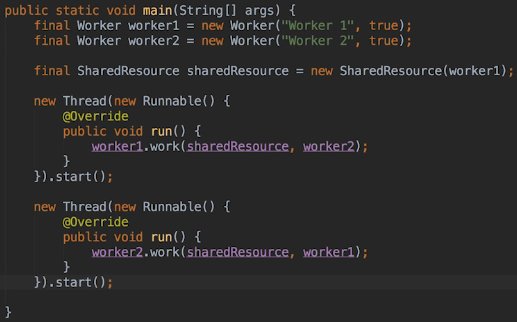 public static void main(String[] args) {
final Worker worker1 = new Worker("Worker 1", true);
final Worker worker2 = new Worker("Worker 2", true);
final SharedResource sharedResource = new SharedResource(worker1);
new Thread(new Runnable() {
@Override
public void run() {
worker1.work(sharedResource, worker2);
}
}).start();
new Thread(new Runnable() {
@Override
public void run() {
worker2.work(sharedResource, worker1);
}
}).start();
}